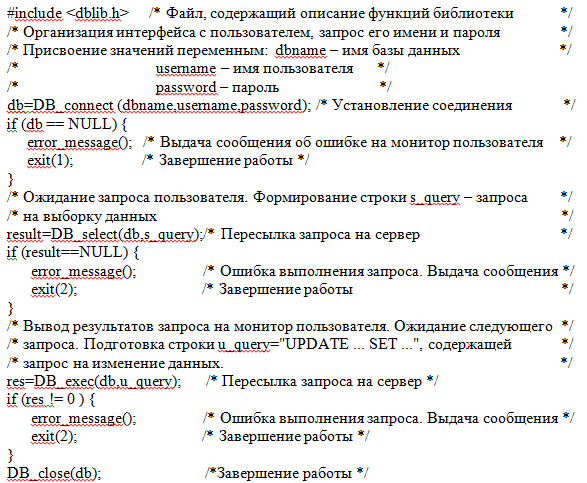 #include <dblib.h> /* Файл, содержащий описание функций библиотеки */
/* Организация интерфейса с пользователем, запрос его имени и пароля */
/* Присвоение значений переменным: dbname – имя базы данных */
/* username – имя пользователя */
/* password – пароль */
db=DB_connect (dbname,username,password); /* Установление соединения */
if (db == NULL) {
error_message(); /* Выдача сообщения об ошибке на монитор пользователя */
exit(1); /* Завершение работы */
}
/* Ожидание запроса пользователя. Формирование строки s_query – запроса */
/* на выборку данных */
result=DB_select(db,s_query);/* Пересылка запроса на сервер */
if (result==NULL) {
error_message(); /* Ошибка выполнения запроса. Выдача сообщения */
exit(2); /* Завершение работы */
}
/* Вывод результатов запроса на монитор пользователя. Ожидание следующего */
/* запроса. Подготовка строки u_query="UPDATE ... SET ...", содержащей */
/* запрос на изменение данных. */
res=DB_exec(db,u_query); /* Пересылка запроса на сервер */
if (res != 0 ) {
error_message(); /* Ошибка выполнения запроса. Выдача сообщения */
exit(2); /* Завершение работы */
}
DB_close(db); /*Завершение работы */